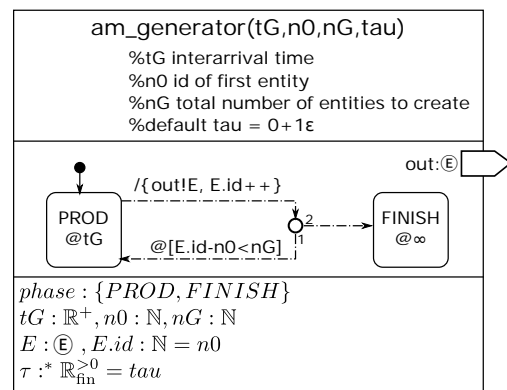 am_generator(tG,n0,nG,tau)
%tG interarrival time
%n0 id of first entity
%nG total number of entities to create
%default tau = 0+1ε
out:Ⓔ
/{out!E, E.id++}
PROD
@tG
2
1
FINISH
@∞
@[E.id-n0<nG]
phase : {PROD, FINISH}
tG : ℝ⁺, n0 : ℕ, nG : ℕ
E : Ⓔ , E.id : ℕ = n0
τ :* ℝ_fin^{>0} = tau